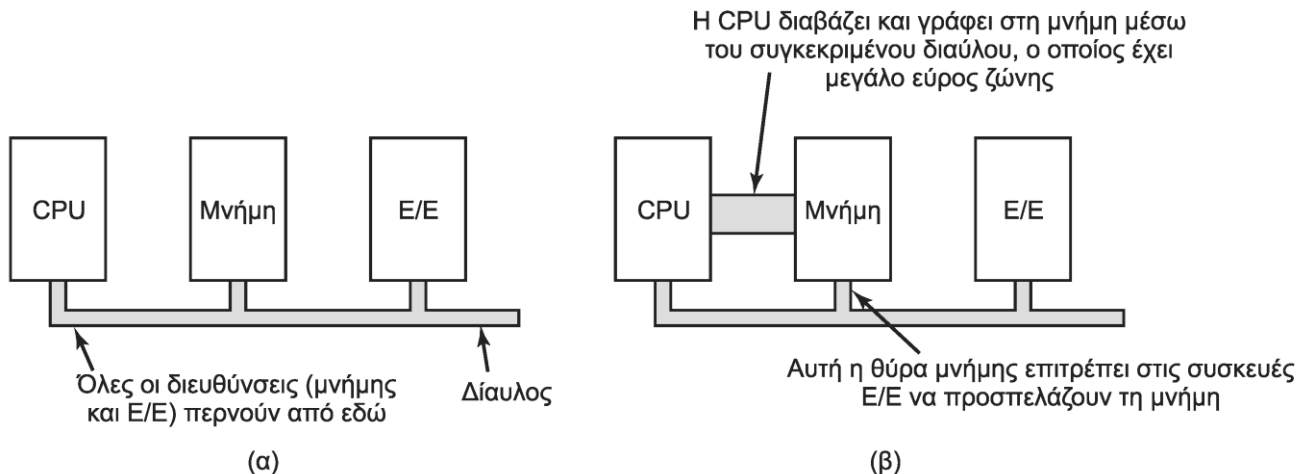 Η CPU διαβάζει και γράφει στη μνήμη μέσω
του συγκεκριμένου διαύλου, ο οποίος έχει
μεγάλο εύρος ζώνης
CPU
Μνήμη
Ε/Ε
CPU
Μνήμη
Ε/Ε
Όλες οι διευθύνσεις (μνήμης
και Ε/Ε) περνούν από εδώ
Δίαυλος
Αυτή η θύρα μνήμης επιτρέπει στις συσκευές
Ε/Ε να προσπελάζουν τη μνήμη
(α)
(β)